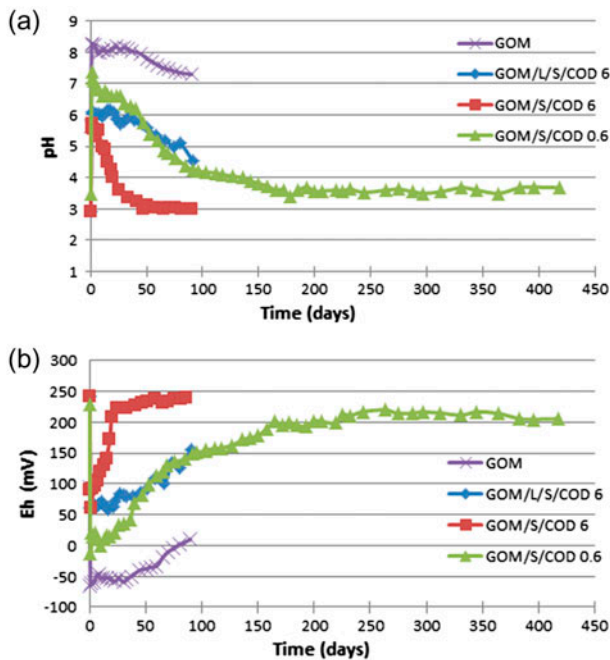 (a)
9
8
7
6
5
4
3
2
1
pH
GOM
GOM/L/S/COD 6
GOM/S/COD 6
GOM/S/COD 0.6
0 50 100 150 200 250 300 350 400 450
Time (days)
(b)
300
250
200
150
100
50
0
-50
-100
Eh (mV)
GOM
GOM/L/S/COD 6
GOM/S/COD 6
GOM/S/COD 0.6
0 50 100 150 200 250 300 350 400 450
Time (days)